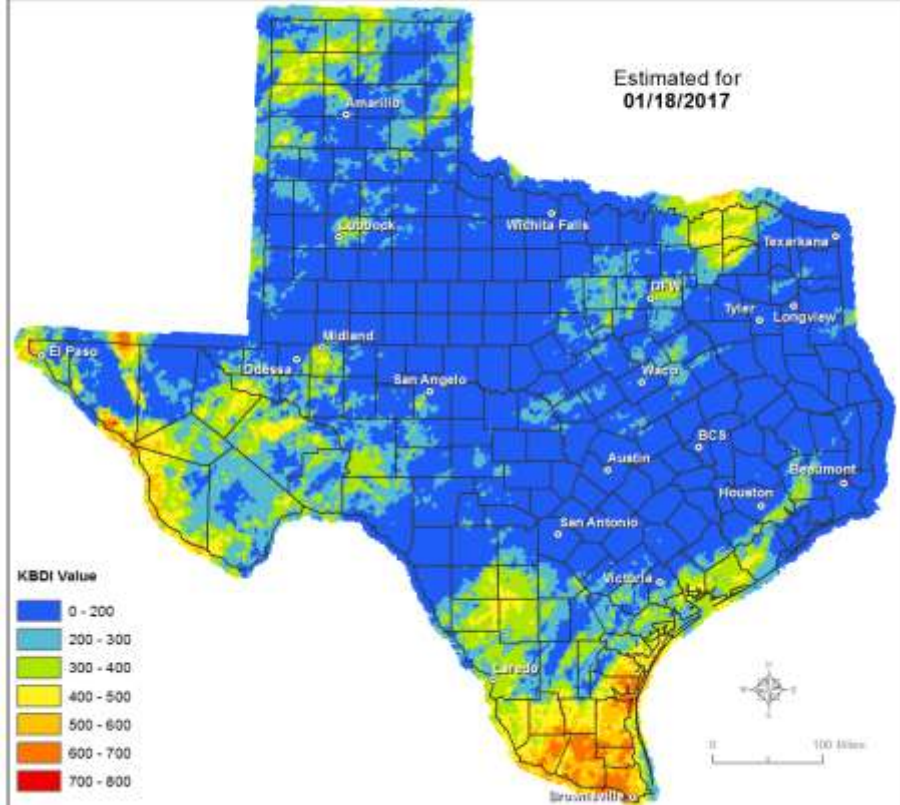 Estimated for
01/18/2017
Amarillo
Lubbock
Wichita Falls
Texarkana
DFW
Tyler
Longview
El Paso
Midland
Odessa
San Angelo
Waco
BCS
Austin
Beaumont
Houston
San Antonio
Victoria
Laredo
Brownsville
KBDI Value
0 - 200
200 - 300
300 - 400
400 - 500
500 - 600
600 - 700
700 - 800
N
W E
S
0 100 Miles